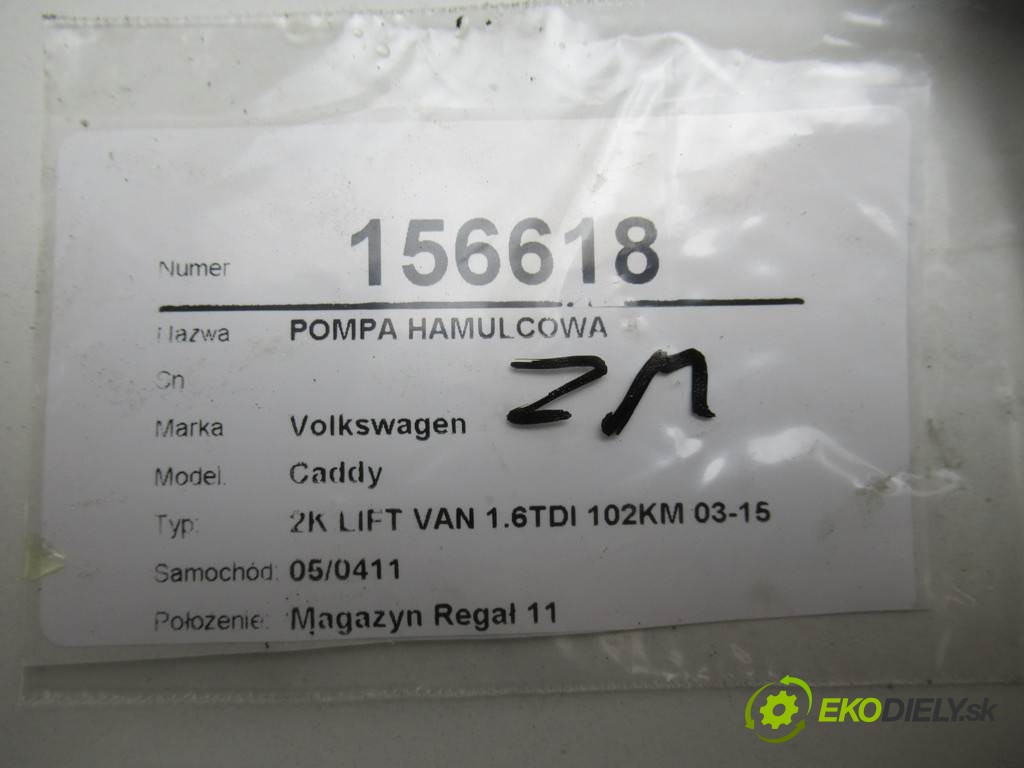 Numer 156618
Nazwa POMPA HAMULCOWA
Cn
Marka Volkswagen
ZM
Model. Caddy
Typ: 2K LIFT VAN 1.6TDI 102KM 03-15
Samochód: 05/0411
Położenie: Magazyn Regał 11
EKODIELY.sk